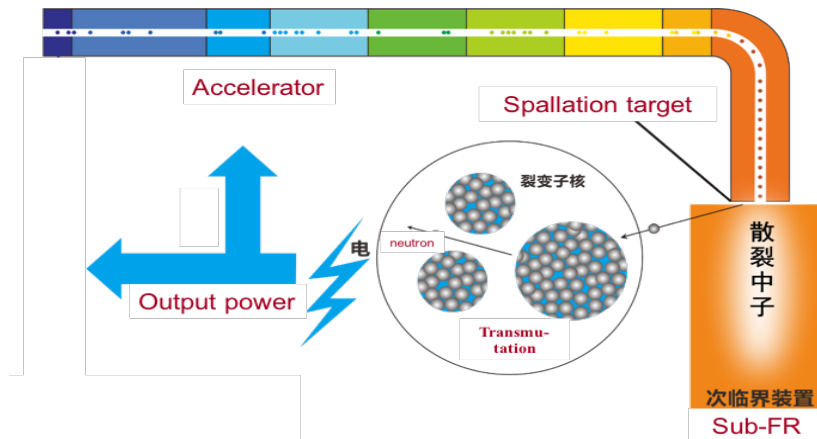 Accelerator
Spallation target
裂变子核
电
neutron
散裂中子
Output power
Transmu-
tation
次临界装置
Sub-FR